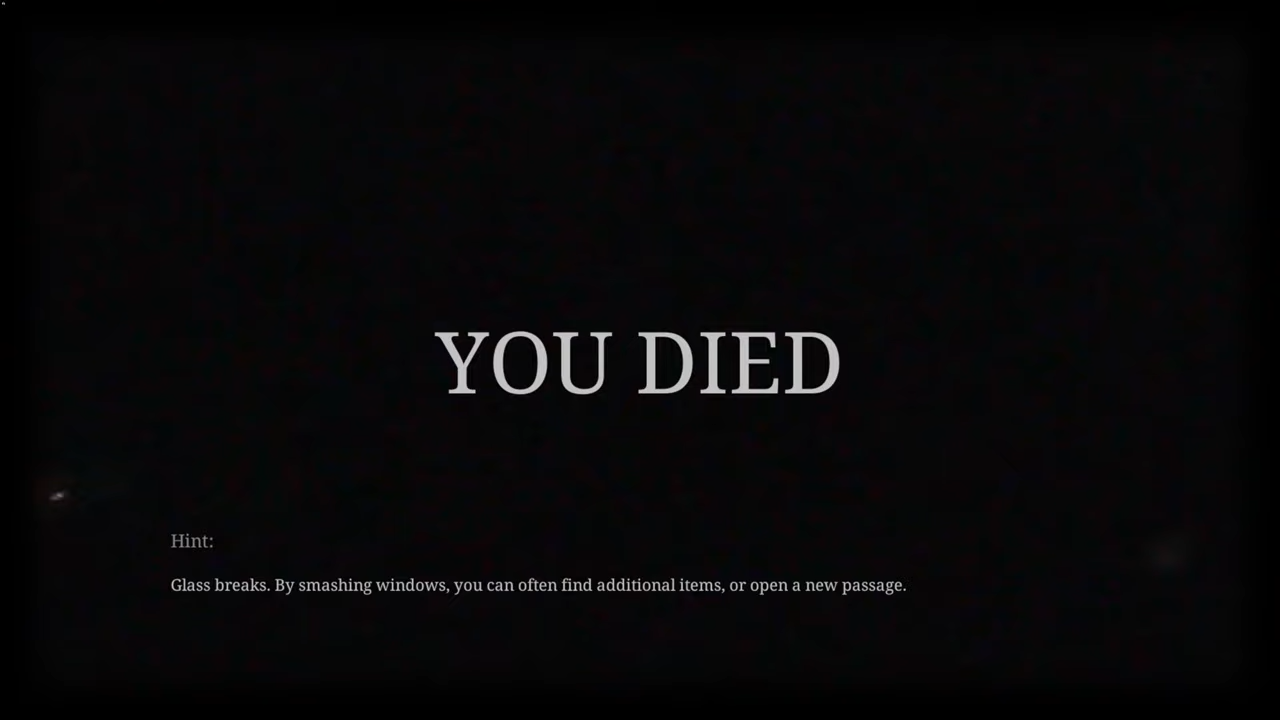 YOU DIED
Hint:
Glass breaks. By smashing windows, you can often find additional items, or open a new passage.